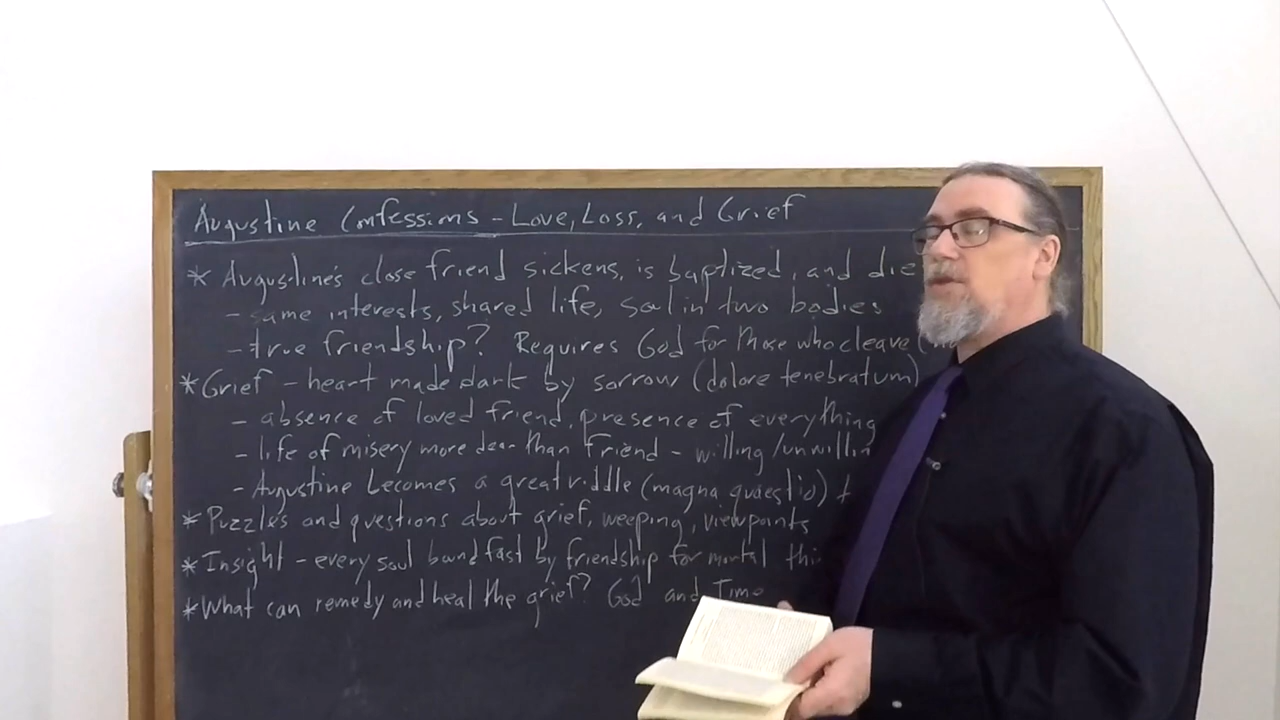 Augustine Confessions - Love, Loss, and Grief
* Augustine's close friend sickens, is baptized, and die
- same interests, shared life, soul in two bodies
- true friendship? Requires God for those who cleave
* Grief - heart made dark by sorrow (dolore tenebratum)
- absence of loved friend, presence of everything
- life of misery more dear than friend - willing/unwillin
- Augustine becomes a great riddle (magna quaestio) t
* Puzzles and questions about grief, weeping, viewpoints
* Insight - every soul bound fast by friendship for mortal thi
* What can remedy and heal the grief? God and Time